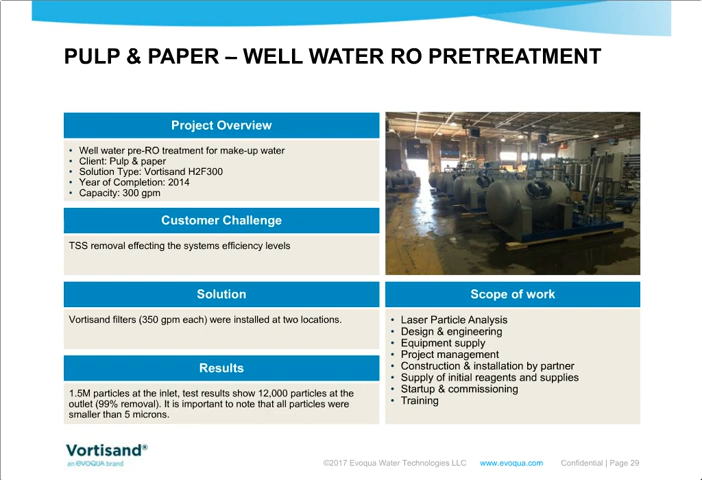 PULP & PAPER – WELL WATER RO PRETREATMENT
Project Overview
• Well water pre-RO treatment for make-up water
• Client: Pulp & paper
• Solution Type: Vortisand H2F300
• Year of Completion: 2014
• Capacity: 300 gpm
Customer Challenge
TSS removal effecting the systems efficiency levels
Solution
Vortisand filters (350 gpm each) were installed at two locations.
Results
1.5M particles at the inlet, test results show 12,000 particles at the
outlet (99% removal). It is important to note that all particles were
smaller than 5 microns.
Scope of work
• Laser Particle Analysis
• Design & engineering
• Equipment supply
• Project management
• Construction & installation by partner
• Supply of initial reagents and supplies
• Startup & commissioning
• Training
Vortisand®
an evoqua brand
©2017 Evoqua Water Technologies LLC www.evoqua.com Confidential | Page 29